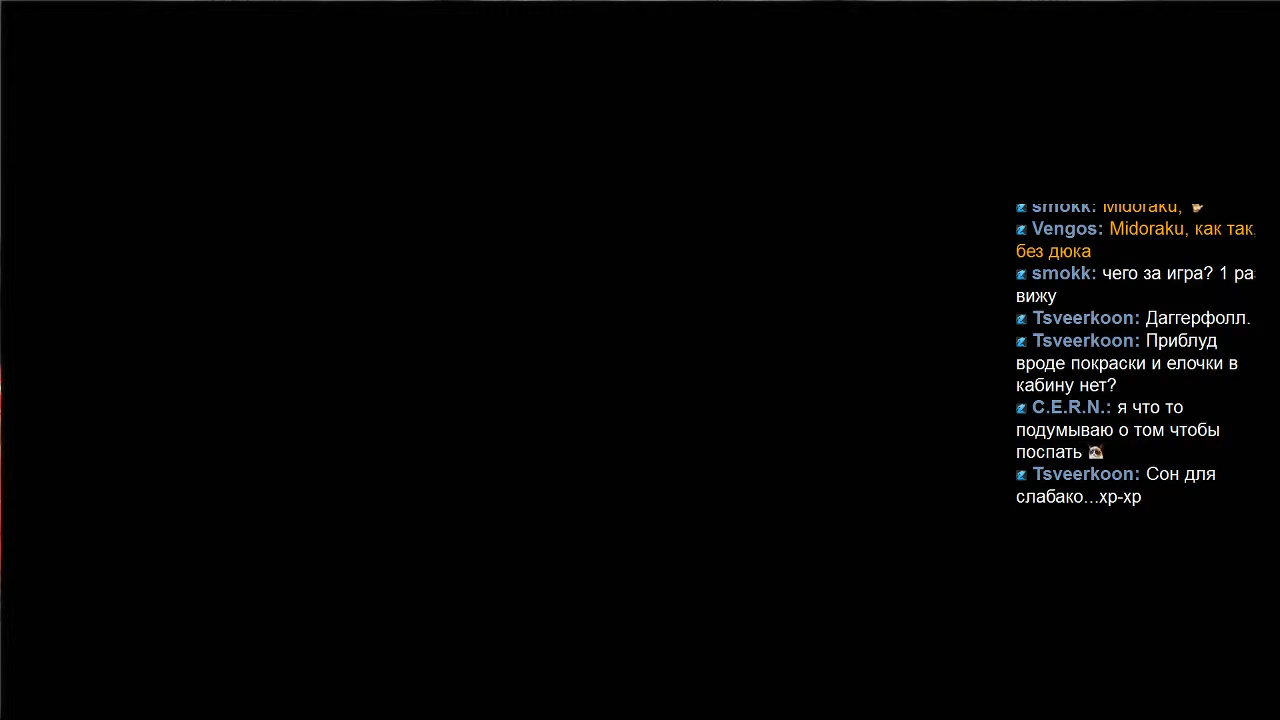 smokk: Midoraku,
Vengos: Midoraku, как так,
без дюка
smokk: чего за игра? 1 ра
вижу
Tsveerkoon: Даггерфолл.
Tsveerkoon: Приблуд
вроде покраски и елочки в
кабину нет?
C.E.R.N.: я что то
подумываю о том чтобы
поспать
Tsveerkoon: Сон для
слабако...хр-хр